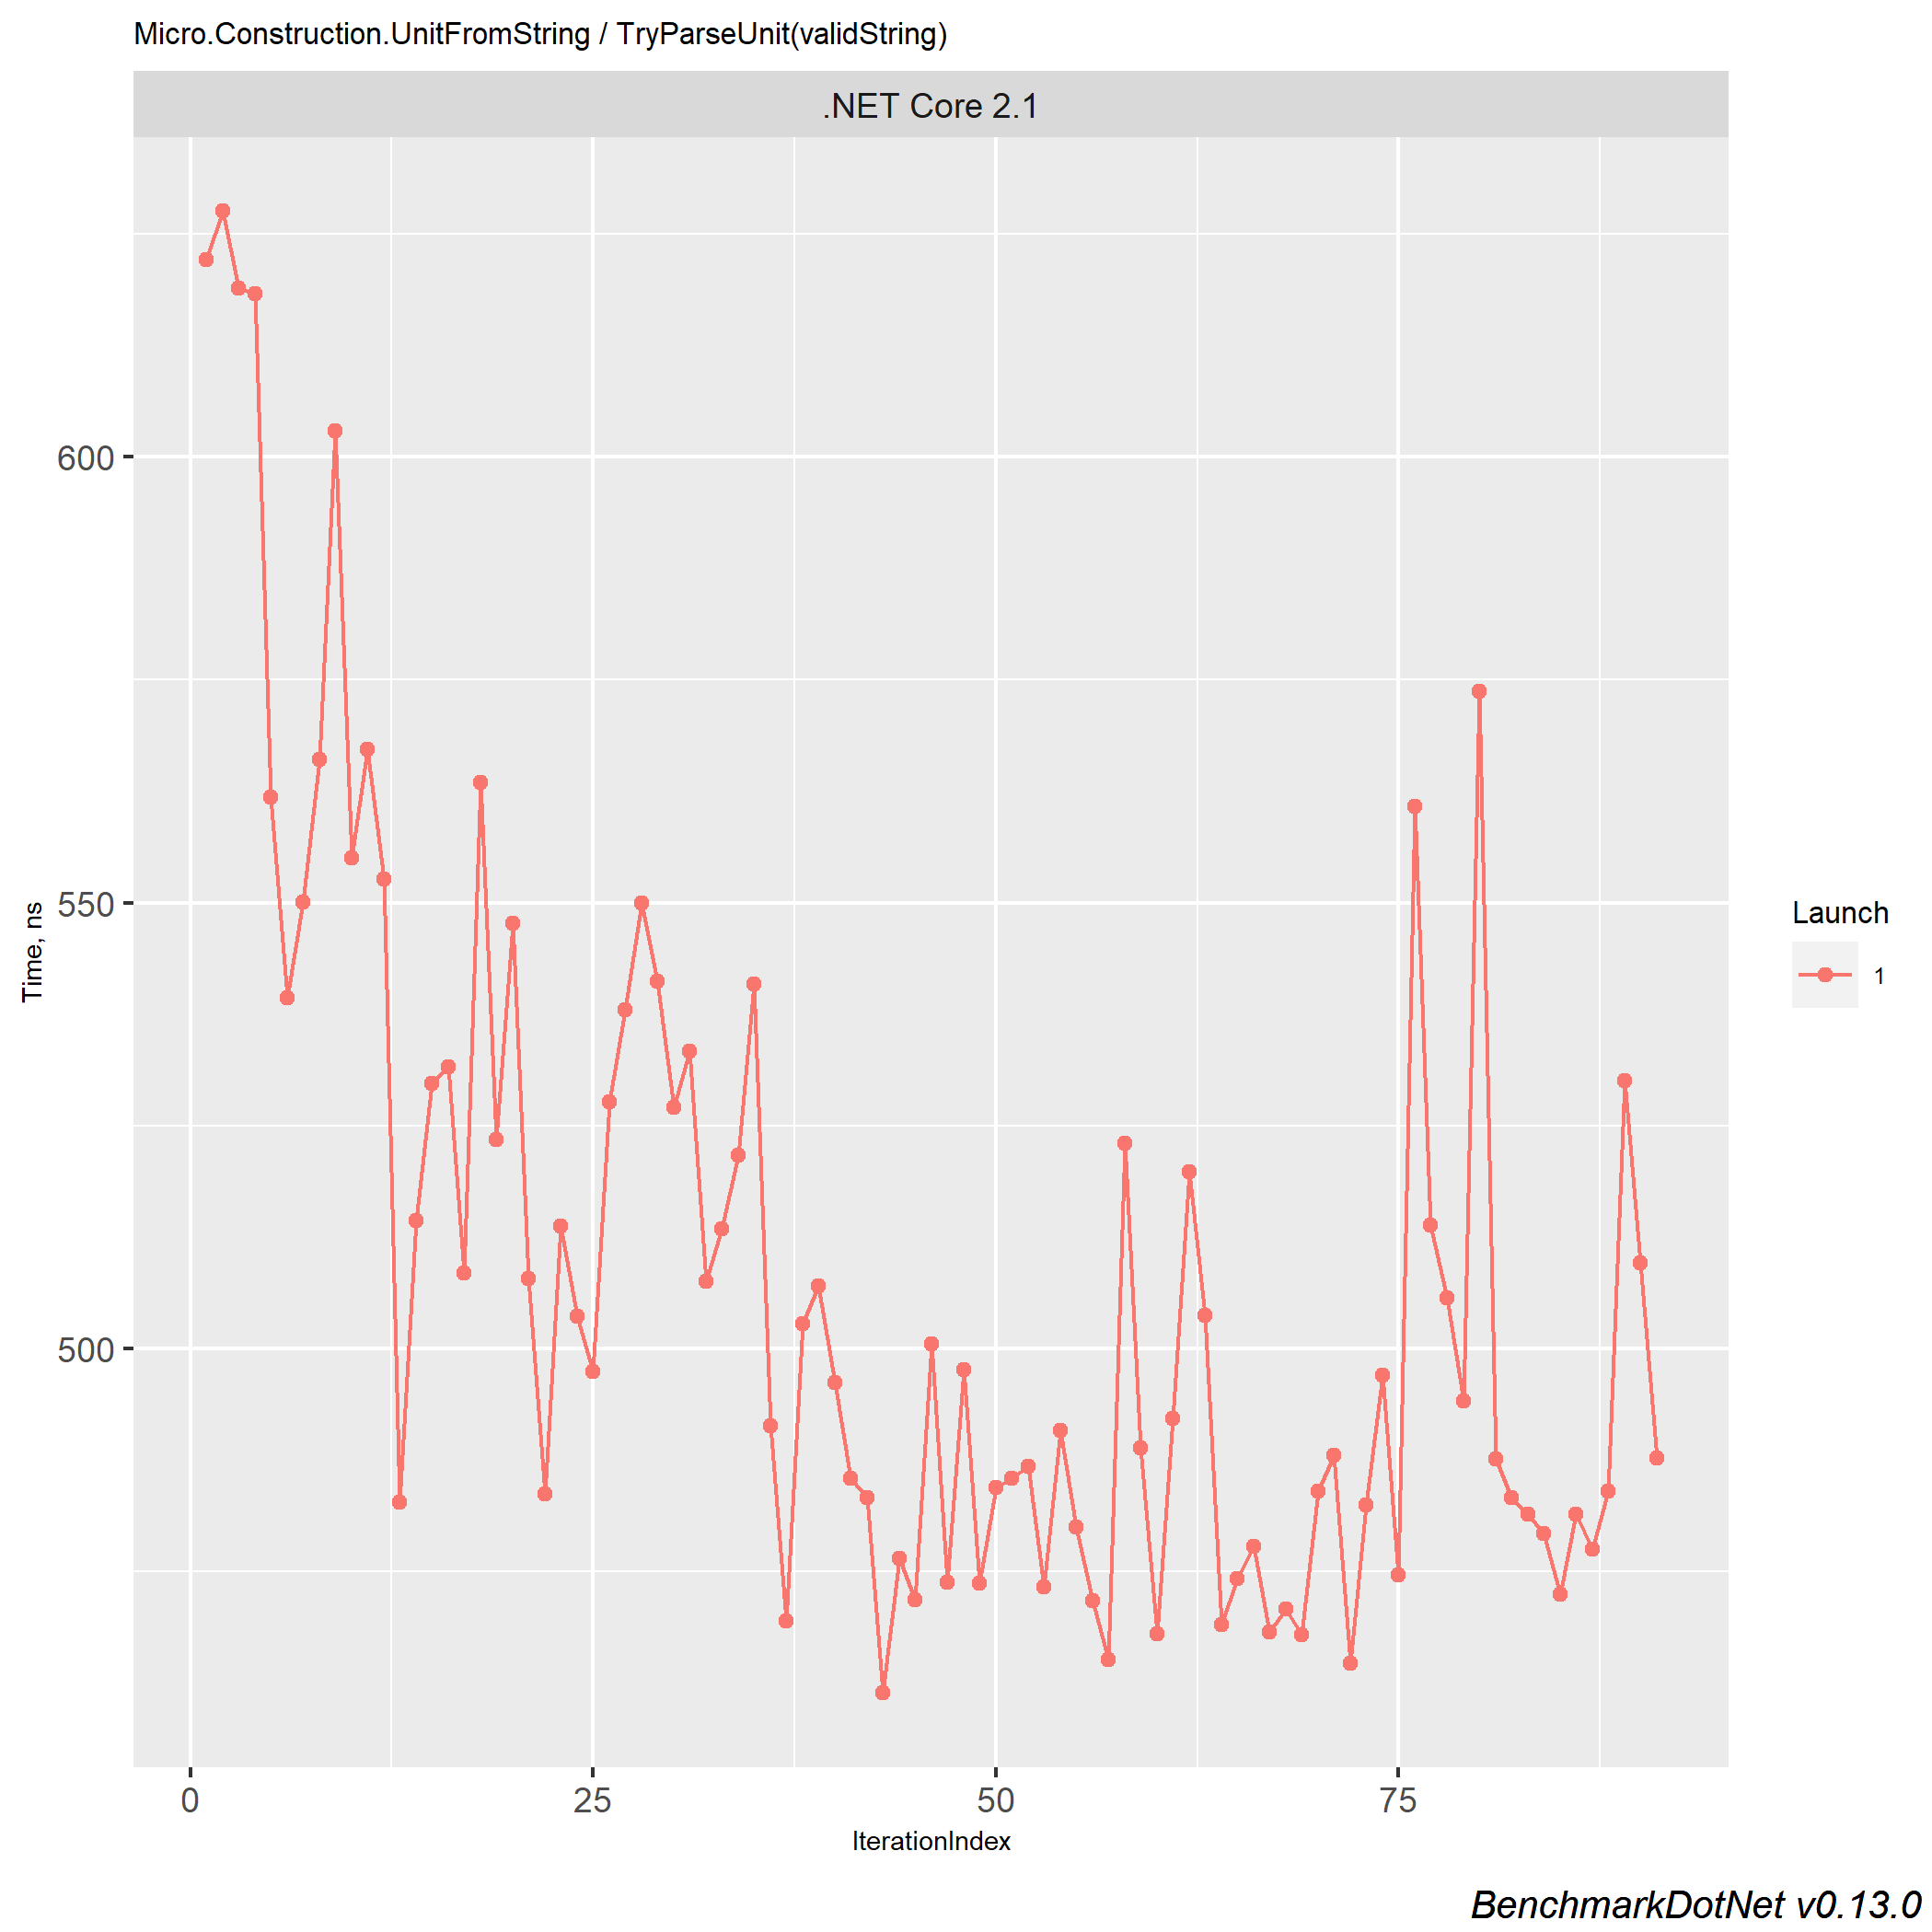 Micro.Construction.UnitFromString / TryParseUnit(validString)
.NET Core 2.1
600
550
500
Time, ns
0 25 50 75
IterationIndex
Launch
1
BenchmarkDotNet v0.13.0